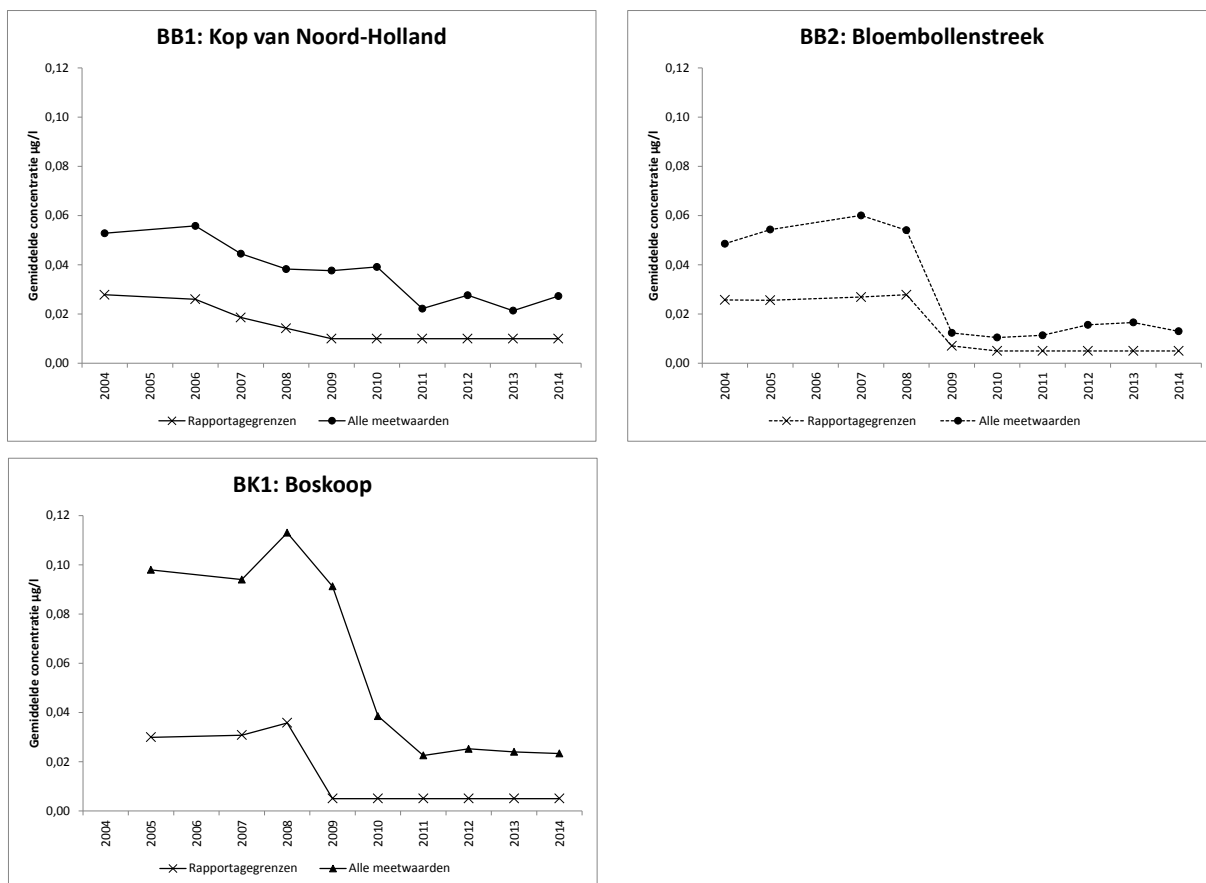 BB1: Kop van Noord-Holland
Gemiddelde concentratie µg/l
0,12
0,10
0,08
0,06
0,04
0,02
0,00
2004 2005 2006 2007 2008 2009 2010 2011 2012 2013 2014
Rapportagegrenzen Alle meetwaarden
BB2: Bloembollenstreek
Gemiddelde concentratie µg/l
0,12
0,10
0,08
0,06
0,04
0,02
0,00
2004 2005 2006 2007 2008 2009 2010 2011 2012 2013 2014
Rapportagegrenzen Alle meetwaarden
BK1: Boskoop
Gemiddelde concentratie µg/l
0,12
0,10
0,08
0,06
0,04
0,02
0,00
2004 2005 2006 2007 2008 2009 2010 2011 2012 2013 2014
Rapportagegrenzen Alle meetwaarden